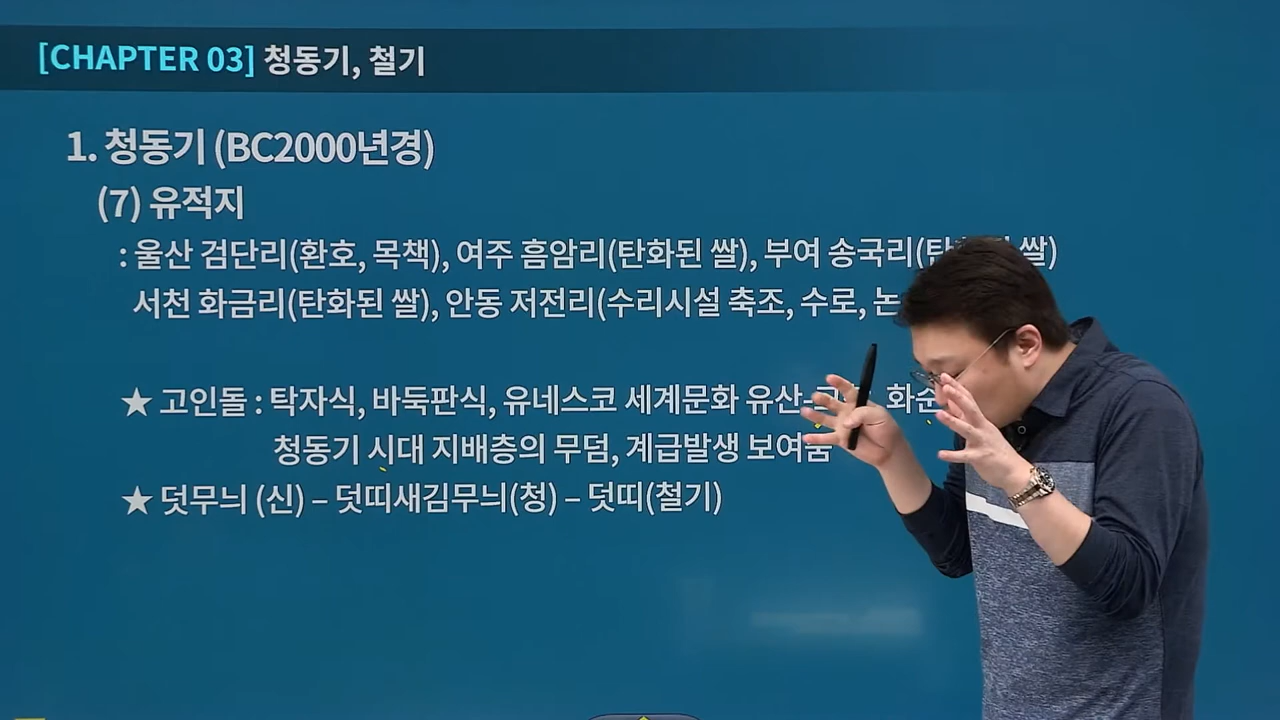 [CHAPTER 03] 청동기, 철기
1. 청동기 (BC2000년경)
(7) 유적지
: 울산 검단리(환호, 목책), 여주 흠암리(탄화된 쌀), 부여 송국리( 쌀)
서천 화금리(탄화된 쌀), 안동 저전리(수리시설 축조, 수로, 논
★ 고인돌 : 탁자식, 바둑판식, 유네스코 세계문화 유산-
청동기 시대 지배층의 무덤, 계급발생 보여줌
★ 덧무늬 (신) – 덧띠새김무늬(청) – 덧띠(철기)